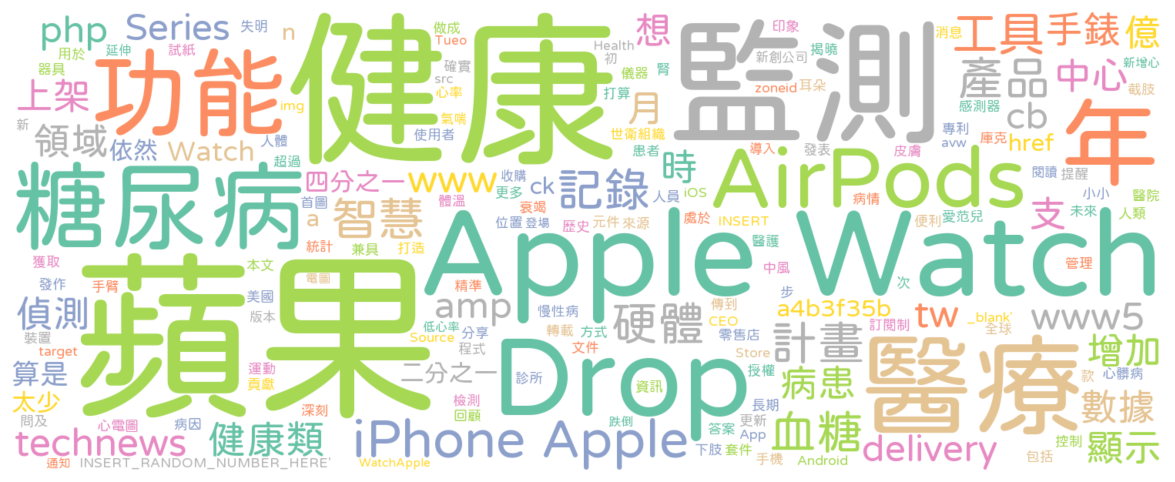 php Series 失明 做成 Tueo 想 印象 揭曉 消息 工具 手錶 億
用於 延伸 試紙 n 健康 Health 初 新創公司 監測 產品 中心 新增心
器具 功能 確實 src 儀器 腎 打算 zoneid 耳朵 感測器 截肢
上架 img 心率 氣喘 月 世衛組織 cb 年
新 領域 依然 Watch 人體 使用者 患者 導入 發表 專利 avw 庫克 href
超過 四分之一 www 收購 更多 時 AirPods 皮膚 iOS 閱讀 提醒
糖尿病 首圖 a 智慧 體溫 ck 衰竭 記錄 人員 病情 支 小小 未來 醫院 人類
統計 兼具 打造 位置 登場 歷史 元件 來源 處於 INSERT 便利 愛范兒
獲取 發作 手臂 蘋果 本文 電圖 美國 版本 精準 Apple Watch 醫護 中風 步 次 管理
偵測 裝置 amp 慢性病 傳到 CEO a4b3f35b tw www5 _blank' 全球
target 低心率 Source 分享 程式 轉載 方式 文件 硬體 零售店 Store 訂閱制 計畫 醫療 增加
算是 運動 貢獻 二分之一 Drop 診所 資訊 授權 病患 款 心臟病
太少 深刻 檢測 回顧 長期 數據
問及 心電圖 病因 健康類 iPhone Apple 跌倒 答案 更新 App 血糖 控制 顯示
technews 通知 INSERT_RANDOM_NUMBER_HERE' WatchApple 下肢 套件 手機 Android delivery 包括